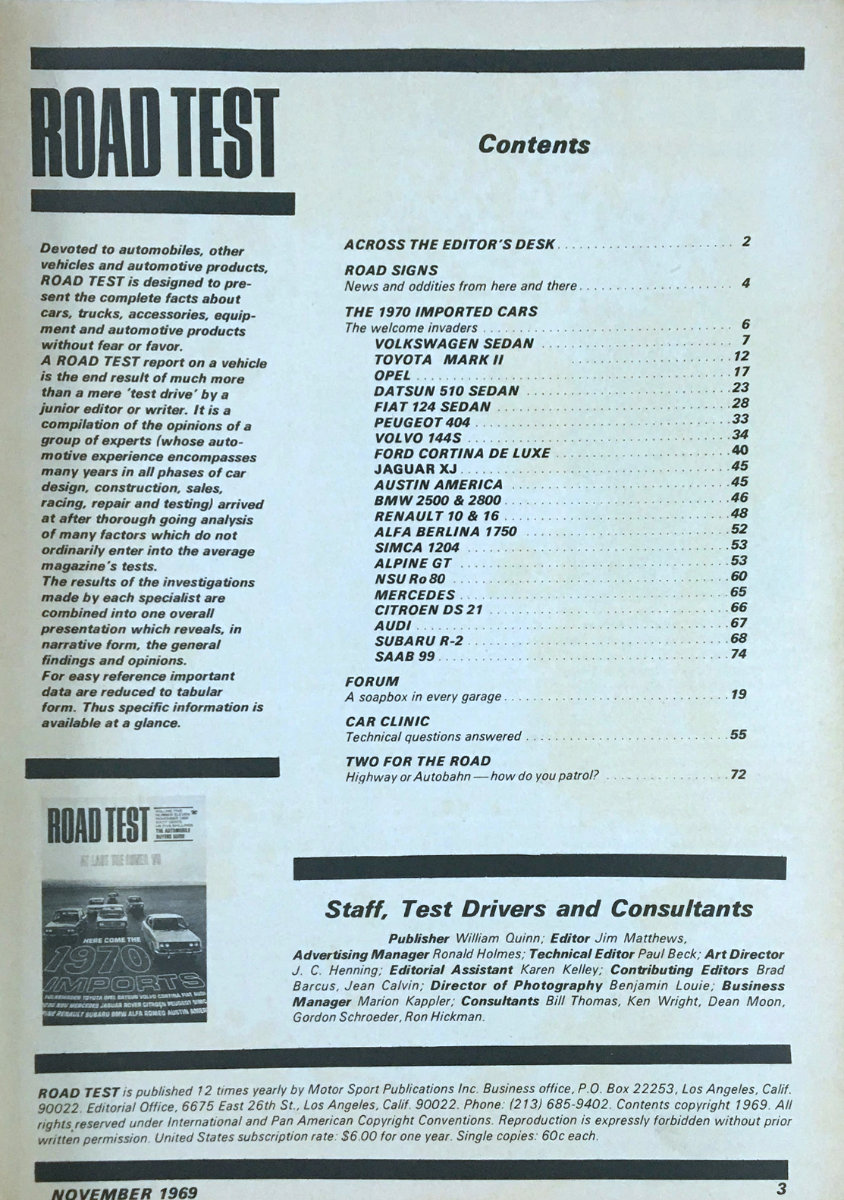 ROAD TEST
Contents
Devoted to automobiles, other
vehicles and automotive products,
ROAD TEST is designed to pre-
sent the complete facts about
cars, trucks, accessories, equip-
ment and automotive products
without fear or favor.
A ROAD TEST report on a vehicle
is the end result of much more
than a mere 'test drive' by a
junior editor or writer. It is a
compilation of the opinions of a
group of experts (whose auto-
motive experience encompasses
many years in all phases of car
design, construction, sales,
racing, repair and testing) arrived
at after thorough going analysis
of many factors which do not
ordinarily enter into the average
magazine's tests.
The results of the investigations
made by each specialist are
combined into one overall
presentation which reveals, in
narrative form, the general
findings and opinions.
For easy reference important
data are reduced to tabular
form. Thus specific information is
available at a glance.
ACROSS THE EDITOR'S DESK 2
ROAD SIGNS
News and oddities from here and there 4
THE 1970 IMPORTED CARS
The welcome invaders 6
VOLKSWAGEN SEDAN 7
TOYOTA MARK II 12
OPEL 17
DATSUN 510 SEDAN 23
FIAT 124 SEDAN 28
PEUGEOT 404 33
VOLVO 144S 34
FORD CORTINA DE LUXE 40
JAGUAR XJ 45
AUSTIN AMERICA 45
BMW 2500 & 2800 46
RENAULT 10 & 16 48
ALFA BERLINA 1750 52
SIMCA 1204 53
ALPINE GT 53
NSU Ro 80 60
MERCEDES 65
CITROEN DS 21 66
AUDI 67
SUBARU R-2 68
SAAB 99 74
FORUM
A soapbox in every garage 19
CAR CLINIC
Technical questions answered 55
TWO FOR THE ROAD
Highway or Autobahn — how do you patrol? 72
ROAD TEST
THE AUTOMOBILE
BUYERS GUIDE
HERE COME THE
1970
IMPORTS
Staff, Test Drivers and Consultants
Publisher William Quinn; Editor Jim Matthews,
Advertising Manager Ronald Holmes; Technical Editor Paul Beck; Art Director
J. C. Henning; Editorial Assistant Karen Kelley; Contributing Editors Brad
Barcus, Jean Calvin; Director of Photography Benjamin Louie; Business
Manager Marion Kappler; Consultants Bill Thomas, Ken Wright, Dean Moon,
Gordon Schroeder, Ron Hickman.
ROAD TEST is published 12 times yearly by Motor Sport Publications Inc. Business office, P.O. Box 22253, Los Angeles, Calif.
90022. Editorial Office, 6675 East 26th St., Los Angeles, Calif. 90022. Phone: (213) 685-9402. Contents copyright 1969. All
rights reserved under International and Pan American Copyright Conventions. Reproduction is expressly forbidden without prior
written permission. United States subscription rate: $6.00 for one year. Single copies: 60c each.
NOVEMBER 1969
3